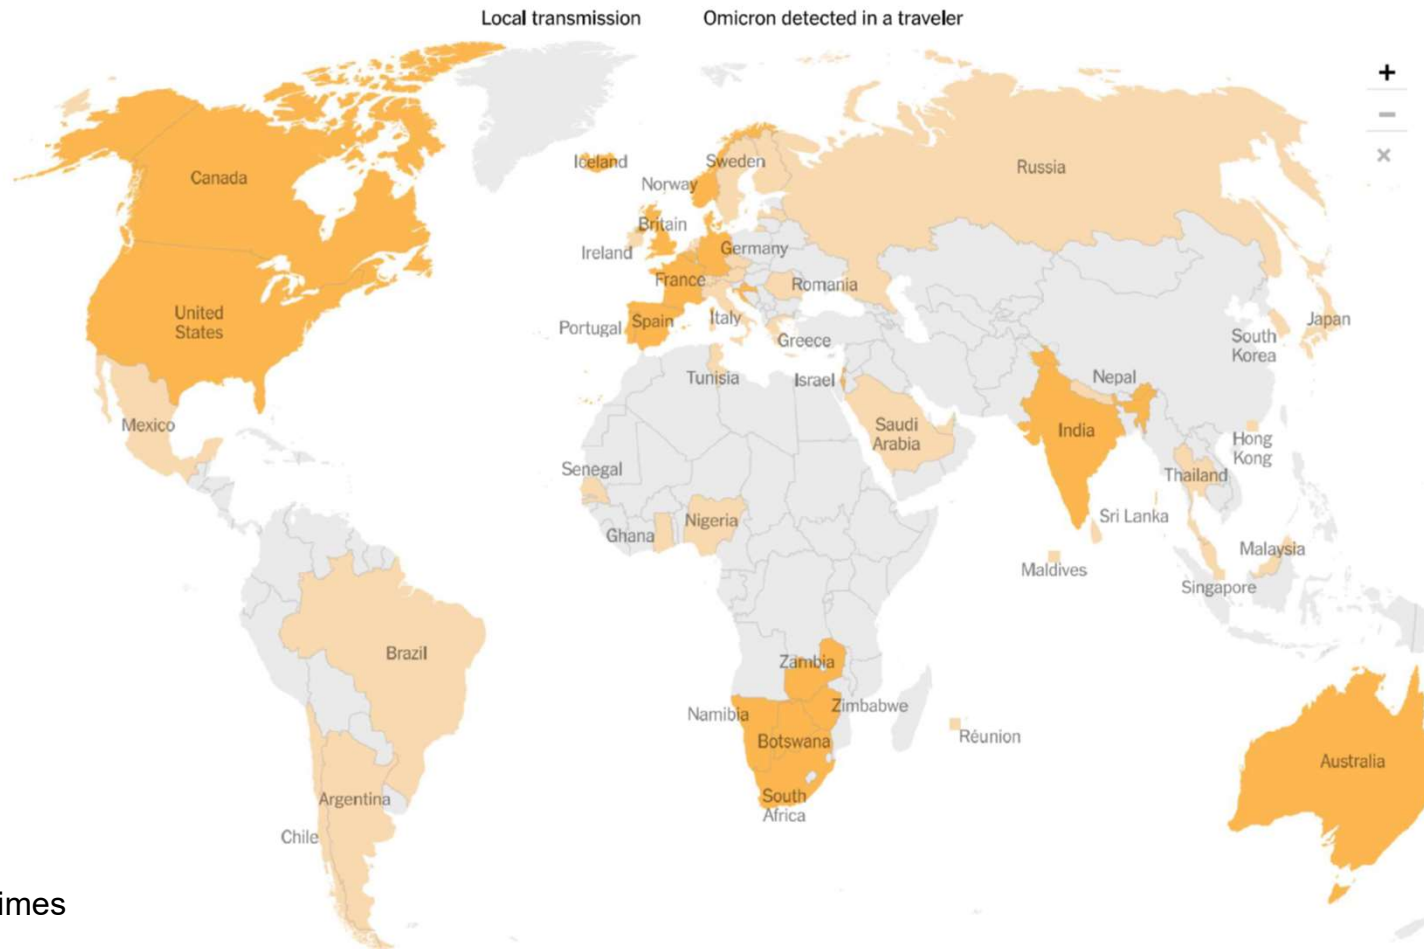 Local transmission
Omicron detected in a traveler
+
−
×
Canada
United
States
Mexico
Brazil
Argentina
Chile
Iceland
Sweden
Norway
Britain
Ireland
Germany
France
Romania
Portugal
Spain
Italy
Greece
Tunisia
Israel
Russia
Saudi
Arabia
Senegal
Ghana
Nigeria
Zambia
Namibia
Zimbabwe
Botswana
South
Africa
Réunion
Nepal
India
Sri Lanka
Maldives
South
Korea
Japan
Hong
Kong
Thailand
Malaysia
Singapore
Australia
imes